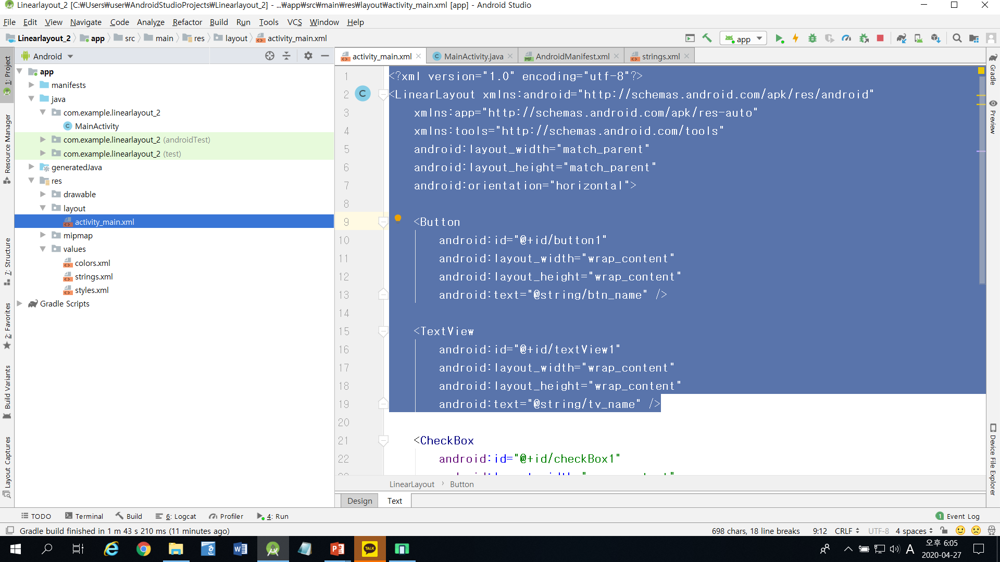 Linearlayout_2 [C:₩Users₩user₩AndroidStudioProjects₩Linearlayout_2] - ...₩app₩src₩main₩res₩layout₩activity_main.xml [app] - Android Studio
File Edit View Navigate Code Analyze Refactor Build Run Tools VCS Window Help
Linearlayout_2 app src main res layout activity_main.xml
app
Android
activity_main.xml
MainActivity.java
AndroidManifest.xml
strings.xml
1: Project
Resource Manager
7: Structure
2: Favorites
Build Variants
Layout Captures
app
manifests
java
com.example.linearlayout_2
MainActivity
com.example.linearlayout_2 (androidTest)
com.example.linearlayout_2 (test)
generatedJava
res
drawable
layout
activity_main.xml
mipmap
values
colors.xml
strings.xml
styles.xml
Gradle Scripts
1 <?xml version="1.0" encoding="utf-8"?>
2 <LinearLayout xmlns:android="http://schemas.android.com/apk/res/android"
3 xmlns:app="http://schemas.android.com/apk/res-auto"
4 xmlns:tools="http://schemas.android.com/tools"
5 android:layout_width="match_parent"
6 android:layout_height="match_parent"
7 android:orientation="horizontal">
8
9 <Button
10 android:id="@+id/button1"
11 android:layout_width="wrap_content"
12 android:layout_height="wrap_content"
13 android:text="@string/btn_name" />
14
15 <TextView
16 android:id="@+id/textView1"
17 android:layout_width="wrap_content"
18 android:layout_height="wrap_content"
19 android:text="@string/tv_name" />
20
21 <CheckBox
22 android:id="@+id/checkBox1"
LinearLayout › Button
Design Text
Gradle
Preview
Device File Explorer
TODO Terminal Build 6: Logcat Profiler 4: Run
1 Event Log
Gradle build finished in 1 m 43 s 210 ms (11 minutes ago)
698 chars, 18 line breaks 9:12 CRLF UTF-8 4 spaces
TALK
A
오후 6:05
2020-04-27